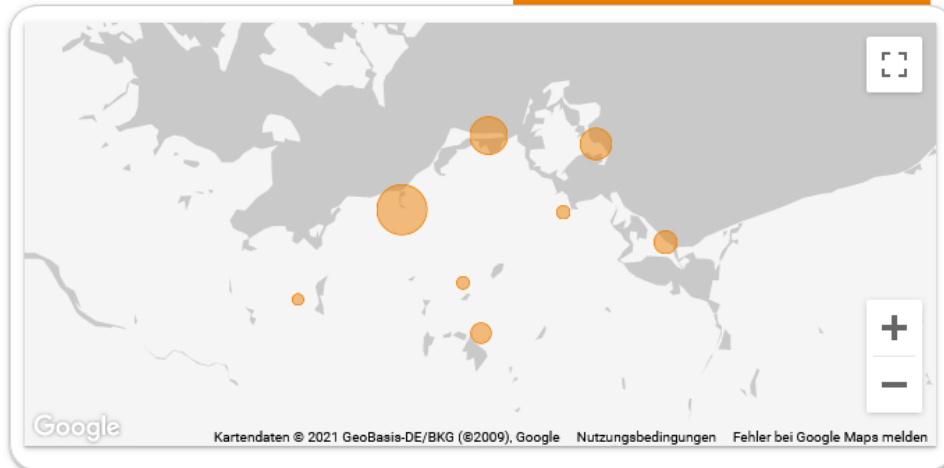 Google
Kartendaten © 2021 GeoBasis-DE/BKG (©2009), Google Nutzungsbedingungen Fehler bei Google Maps melden